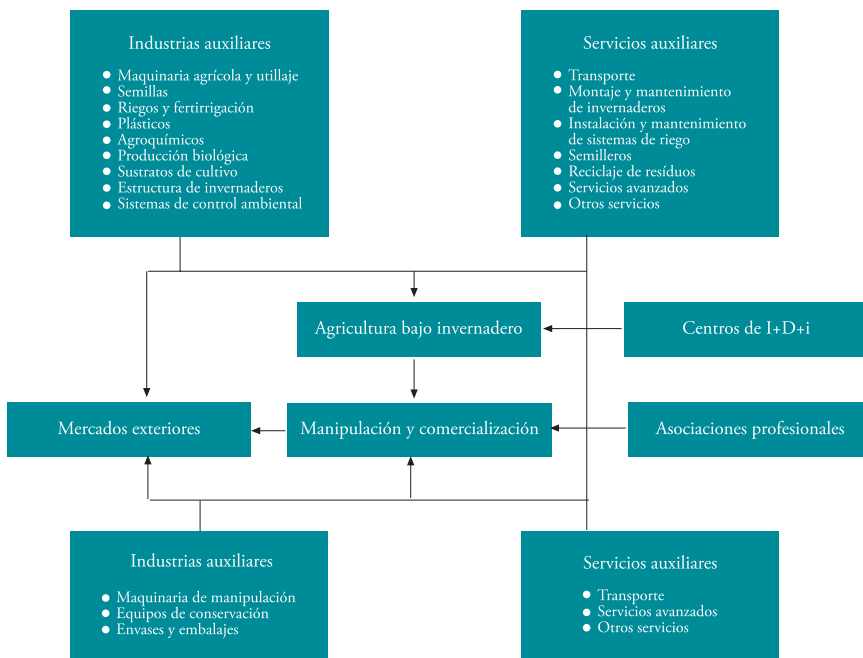 Industrias auxiliares
Maquinaria agrícola y utillaje
Semillas
Riegos y fertirrigación
Plásticos
Agroquímicos
Producción biológica
Sustratos de cultivo
Estructura de invernaderos
Sistemas de control ambiental
Servicios auxiliares
Transporte
Montaje y mantenimiento
de invernaderos
Instalación y mantenimiento
de sistemas de riego
Semilleros
Reciclaje de resíduos
Servicios avanzados
Otros servicios
Agricultura bajo invernadero
Centros de I+D+i
Mercados exteriores
Manipulación y comercialización
Asociaciones profesionales
Industrias auxiliares
Maquinaria de manipulación
Equipos de conservación
Envases y embalajes
Servicios auxiliares
Transporte
Servicios avanzados
Otros servicios